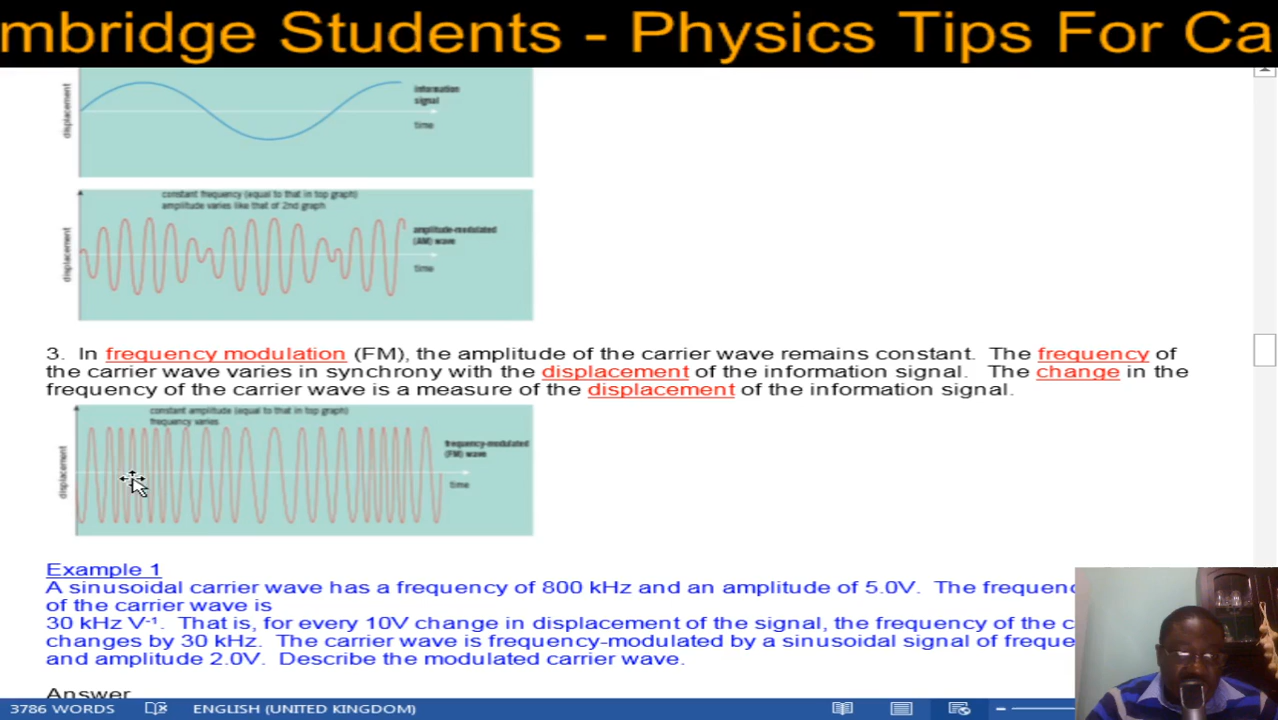 mbridge Students - Physics Tips For Ca
displacement
information
signal
time
constant frequency (equal to that in top graph)
amplitude varies like that of 2nd graph
displacement
amplitude-modulated
(AM) wave
time
3. In frequency modulation (FM), the amplitude of the carrier wave remains constant. The frequency of
the carrier wave varies in synchrony with the displacement of the information signal. The change in the
frequency of the carrier wave is a measure of the displacement of the information signal.
constant amplitude (equal to that in top graph)
frequency varies
displacement
frequency-modulated
(FM) wave
time
Example 1
A sinusoidal carrier wave has a frequency of 800 kHz and an amplitude of 5.0V. The frequenc
of the carrier wave is
30 kHz V-1. That is, for every 10V change in displacement of the signal, the frequency of the c
changes by 30 kHz. The carrier wave is frequency-modulated by a sinusoidal signal of freque
and amplitude 2.0V. Describe the modulated carrier wave.
Answer
3786 WORDS
ENGLISH (UNITED KINGDOM)